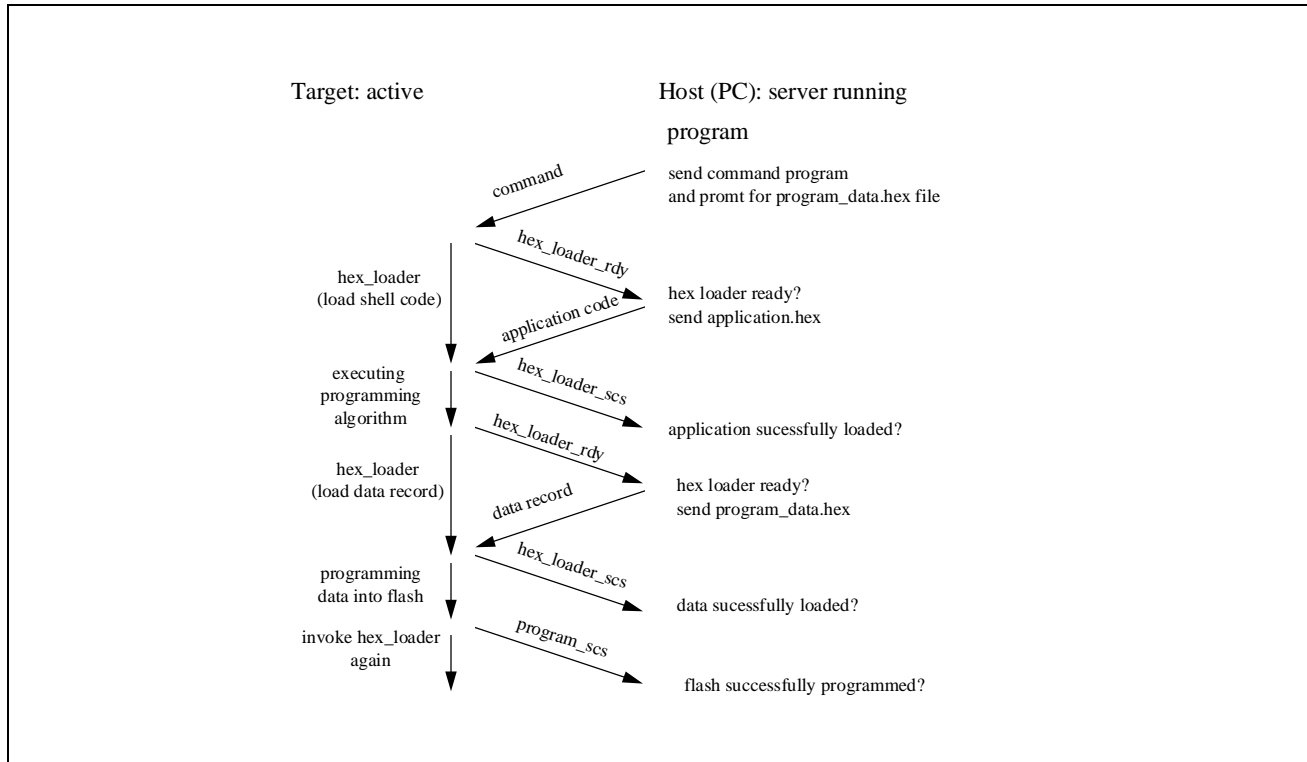 Target: active
Host (PC): server running
program
command
send command program
and promt for program_data.hex file
hex_loader_rdy
hex_loader
(load shell code)
hex loader ready?
send application.hex
application code
executing
programming
algorithm
hex_loader_scs
application sucessfully loaded?
hex_loader_rdy
hex_loader
(load data record)
hex loader ready?
send program_data.hex
data record
hex_loader_scs
programming
data into flash
data sucessfully loaded?
invoke hex_loader
again
program_scs
flash successfully programmed?